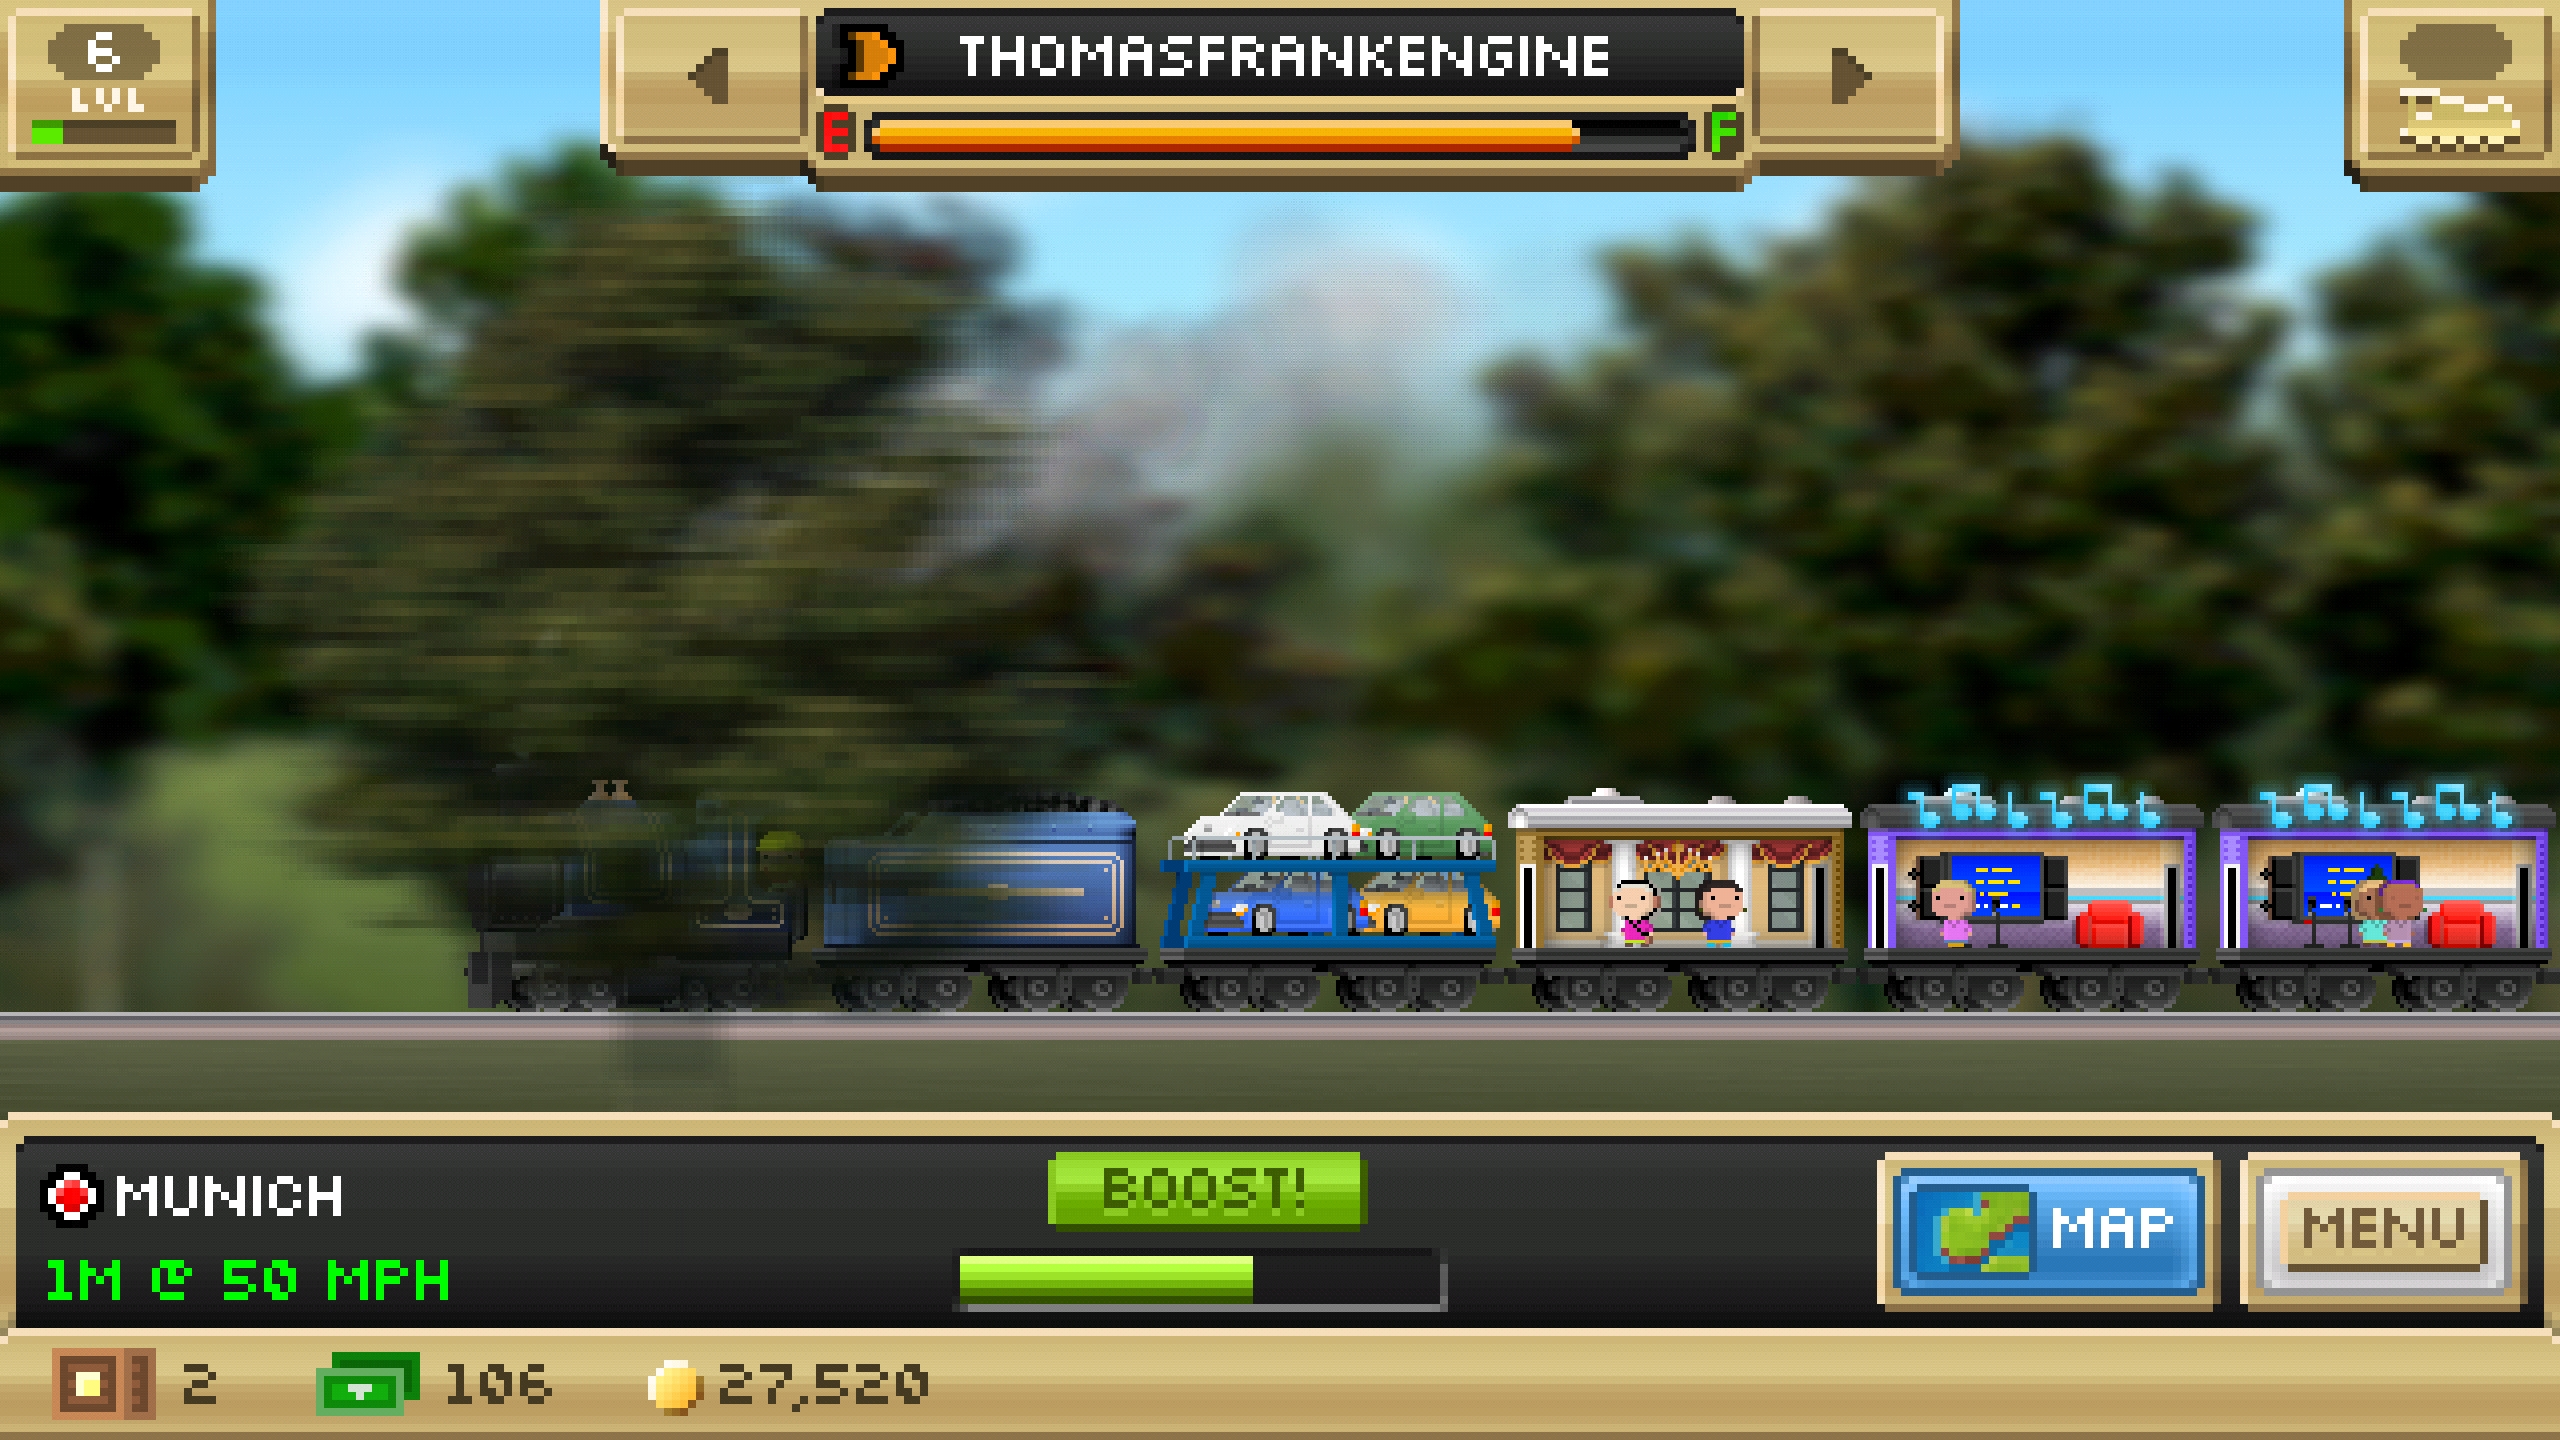 6
LVL
THOMASFRANKENGINE
E F
MUNICH
1M @ 50 MPH
BOOST!
MAP
MENU
2
106
27,520